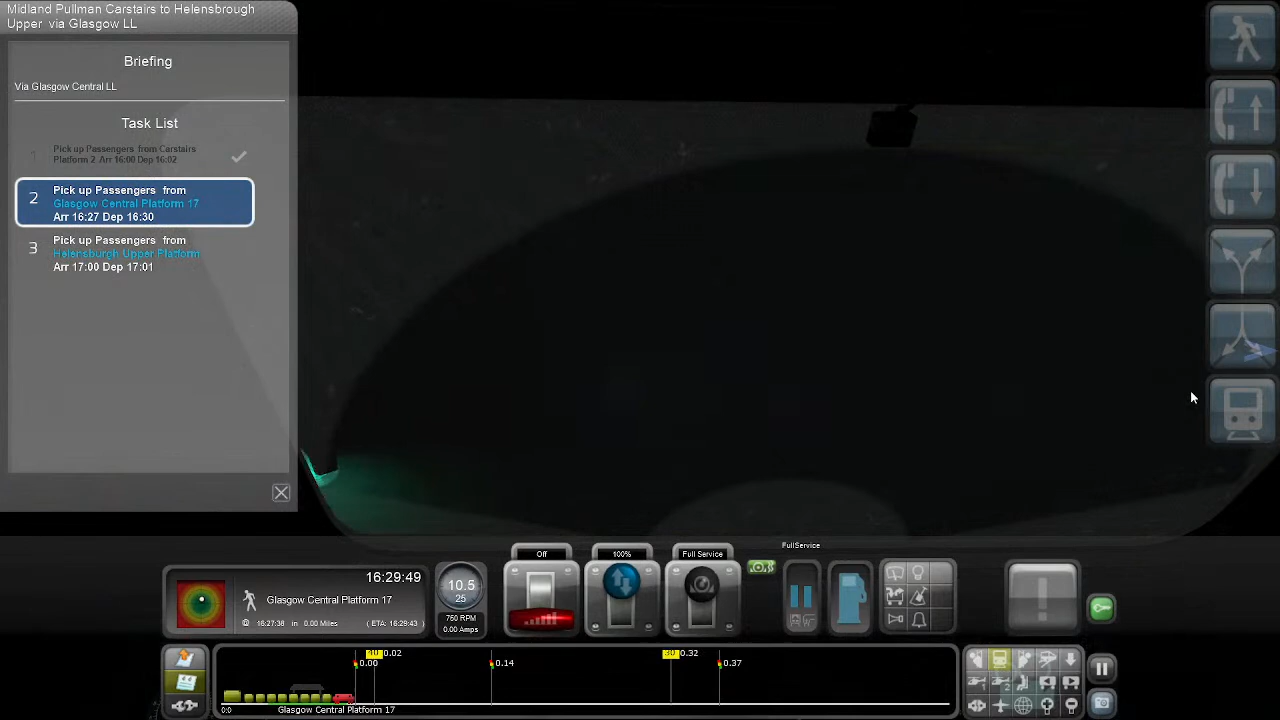 Midland Pullman Carstairs to Helensbrough
Upper via Glasgow LL
Briefing
Via Glasgow Central LL
Task List
1
Pick up Passengers from Carstairs
Platform 2 Arr 16:00 Dep 16:02
2
Pick up Passengers from
Glasgow Central Platform 17
Arr 16:27 Dep 16:30
3
Pick up Passengers from
Helensburgh Upper Platform
Arr 17:00 Dep 17:01
FullService
Off
100%
Full Service
16:29:49
Glasgow Central Platform 17
16:27:38 in 0.00 Miles (ETA: 16:29:43)
10.5
25
750 RPM
0.00 Amps
0.02
0.32
0.00
0.14
0.37
0:0
Glasgow Central Platform 17